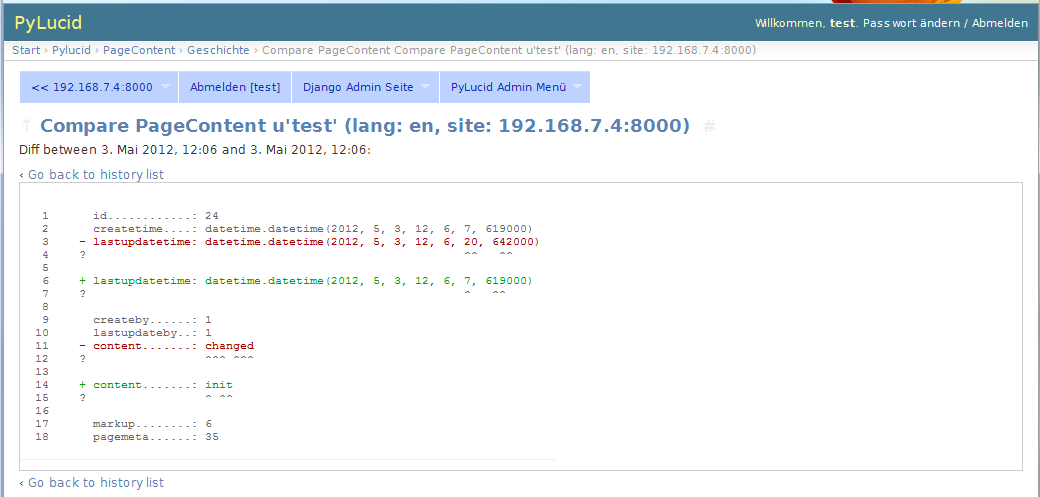 PyLucid
Willkommen, test. Passwort ändern / Abmelden
Start › Pylucid › PageContent › Geschichte › Compare PageContent Compare PageContent u'test' (lang: en, site: 192.168.7.4:8000)
<< 192.168.7.4:8000 Abmelden [test] Django Admin Seite PyLucid Admin Menü
↑ Compare PageContent u'test' (lang: en, site: 192.168.7.4:8000) #
Diff between 3. Mai 2012, 12:06 and 3. Mai 2012, 12:06:
‹ Go back to history list
1 id............: 24
2 createtime....: datetime.datetime(2012, 5, 3, 12, 6, 7, 619000)
3 - lastupdatetime: datetime.datetime(2012, 5, 3, 12, 6, 20, 642000)
4 ? ^^ ^^
5
6 + lastupdatetime: datetime.datetime(2012, 5, 3, 12, 6, 7, 619000)
7 ? ^ ^^
8
9 createby......: 1
10 lastupdateby..: 1
11 - content.......: changed
12 ? ^^^ ^^^
13
14 + content.......: init
15 ? ^ ^^
16
17 markup........: 6
18 pagemeta......: 35
‹ Go back to history list